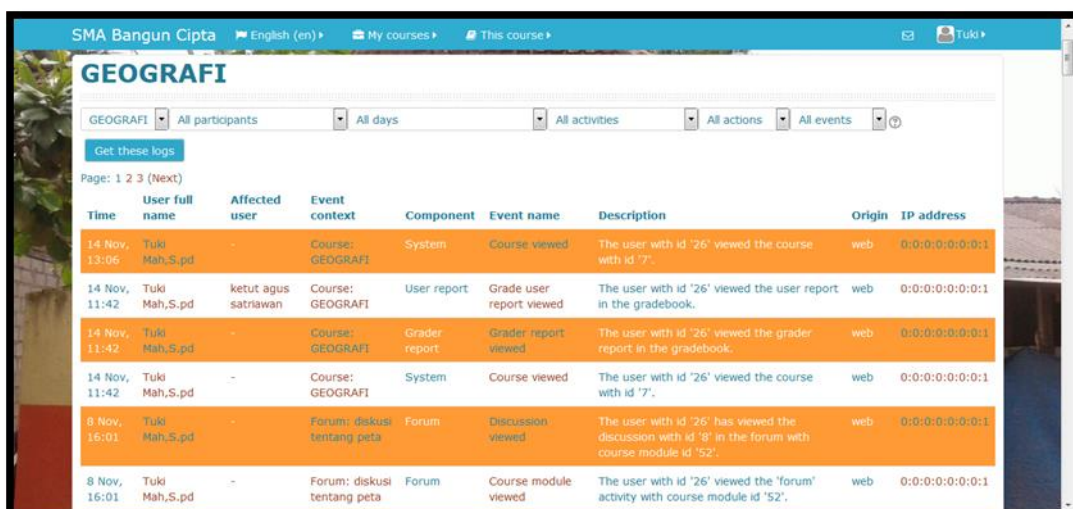 SMA Bangun Cipta English (en) My courses This course Tuki
GEOGRAFI
GEOGRAFI All participants All days All activities All actions All events
Get these logs
Page: 1 2 3 (Next)
Time User full name Affected user Event context Component Event name Description Origin IP address
14 Nov, 13:06 Tuki Mah,S.pd - Course: GEOGRAFI System Course viewed The user with id '26' viewed the course with id '7'. web 0:0:0:0:0:0:0:1
14 Nov, 11:42 Tuki Mah,S.pd ketut agus satriawan Course: GEOGRAFI User report Grade user report viewed The user with id '26' viewed the user report in the gradebook. web 0:0:0:0:0:0:0:1
14 Nov, 11:42 Tuki Mah,S.pd - Course: GEOGRAFI Grader report Grader report viewed The user with id '26' viewed the grader report in the gradebook. web 0:0:0:0:0:0:0:1
14 Nov, 11:42 Tuki Mah,S.pd - Course: GEOGRAFI System Course viewed The user with id '26' viewed the course with id '7'. web 0:0:0:0:0:0:0:1
8 Nov, 16:01 Tuki Mah,S.pd - Forum: diskusi tentang peta Forum Discussion viewed The user with id '26' has viewed the discussion with id '8' in the forum with course module id '52'. web 0:0:0:0:0:0:0:1
8 Nov, 16:01 Tuki Mah,S.pd - Forum: diskusi tentang peta Forum Course module viewed The user with id '26' viewed the 'forum' activity with course module id '52'. web 0:0:0:0:0:0:0:1